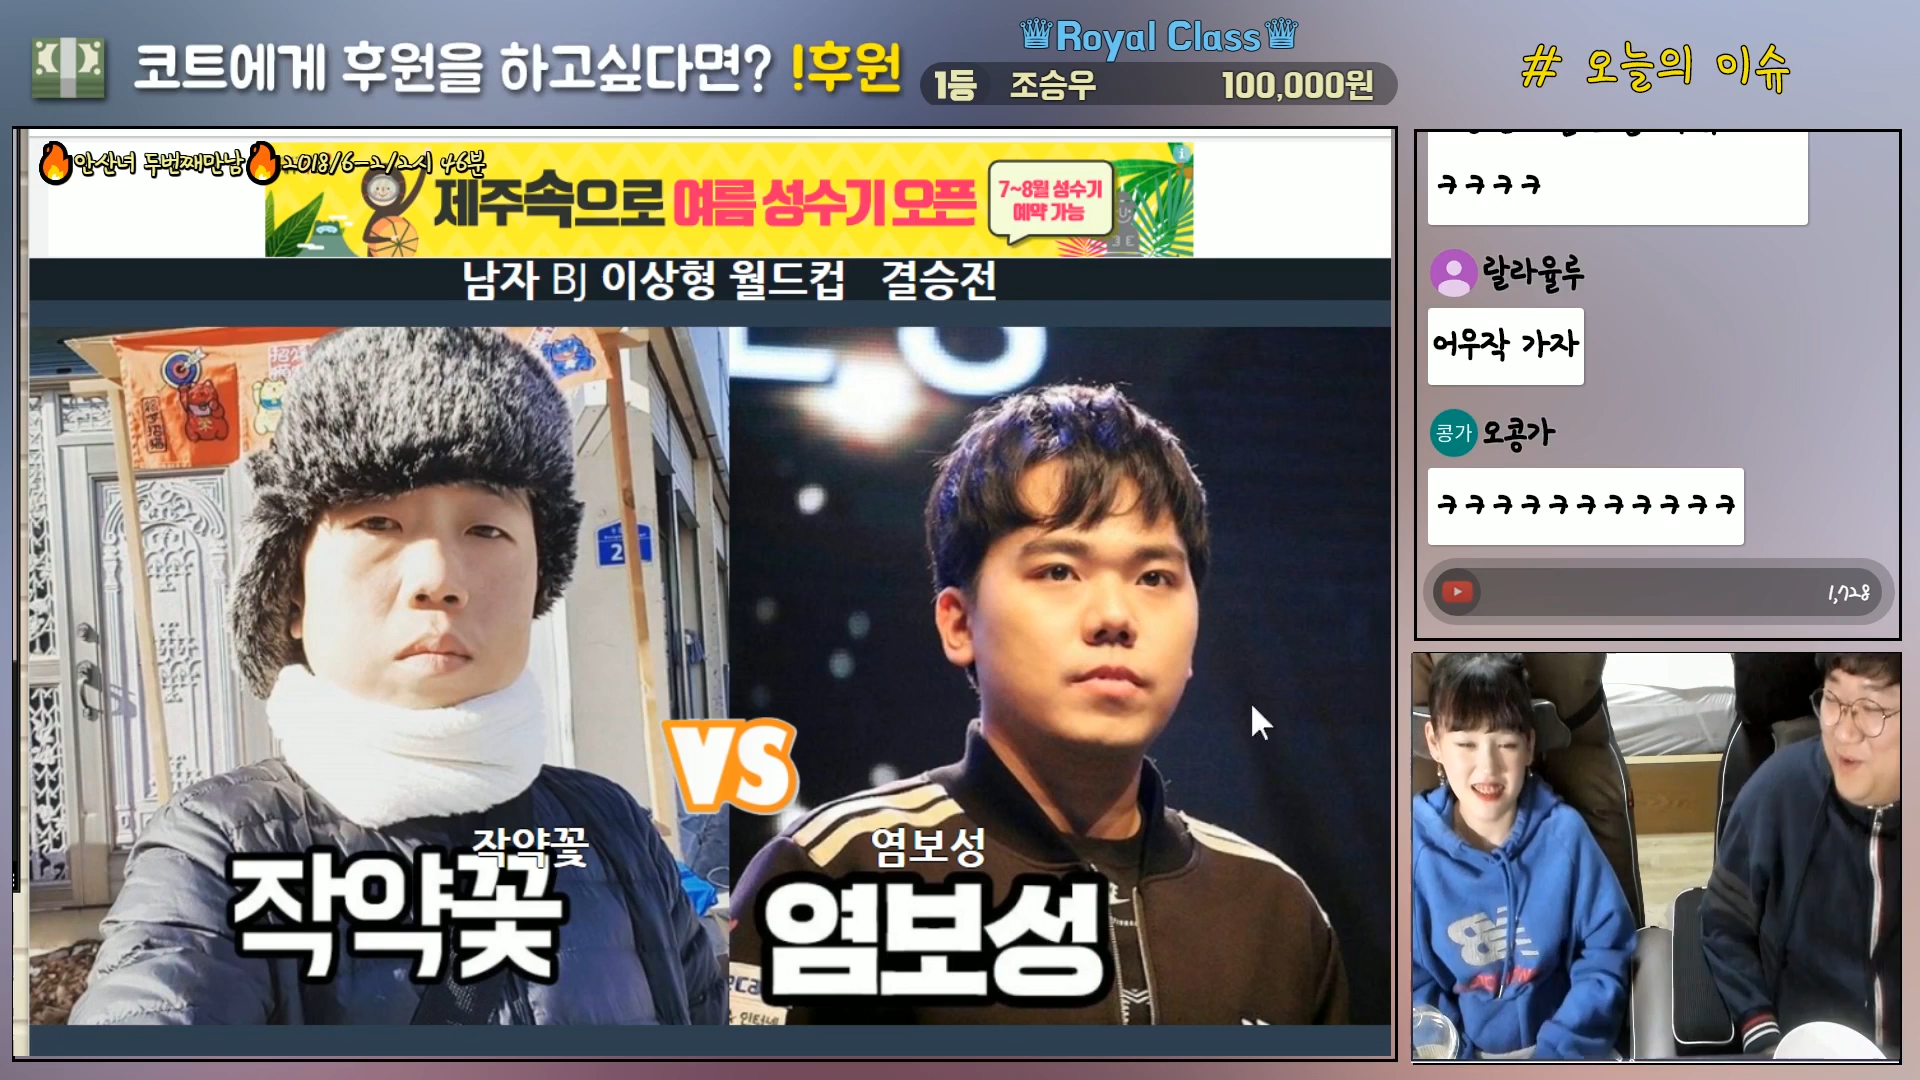 코트에게 후원을 하고싶다면? !후원
Royal Class
1등 조승우 100,000원
# 오늘의 이슈
안산녀 두번째만남 2018/6-2/2시 46분
제주속으로 여름 성수기 오픈
7~8월 성수기
예약 가능
남자 BJ 이상형 월드컵 결승전
VS
작약꽃
작약꽃
염보성
염보성
ㅋㅋㅋㅋ
랄라율루
어우작 가자
콩가 오콩가
ㅋㅋㅋㅋㅋㅋㅋㅋㅋㅋㅋ
1,728